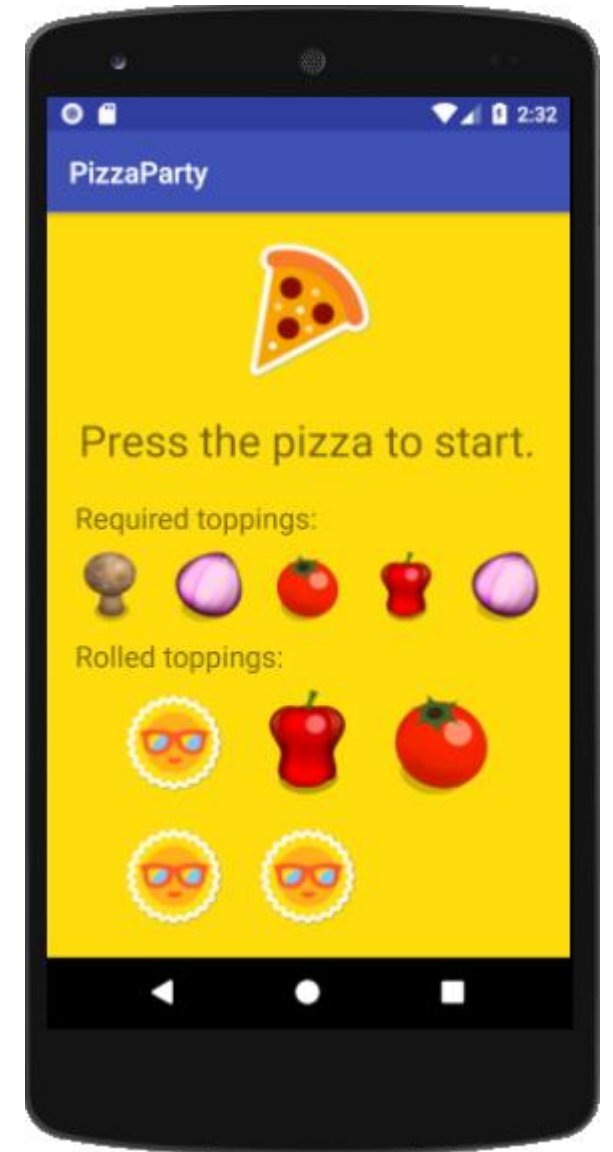 2:32
PizzaParty
Press the pizza to start.
Required toppings:
Rolled toppings: